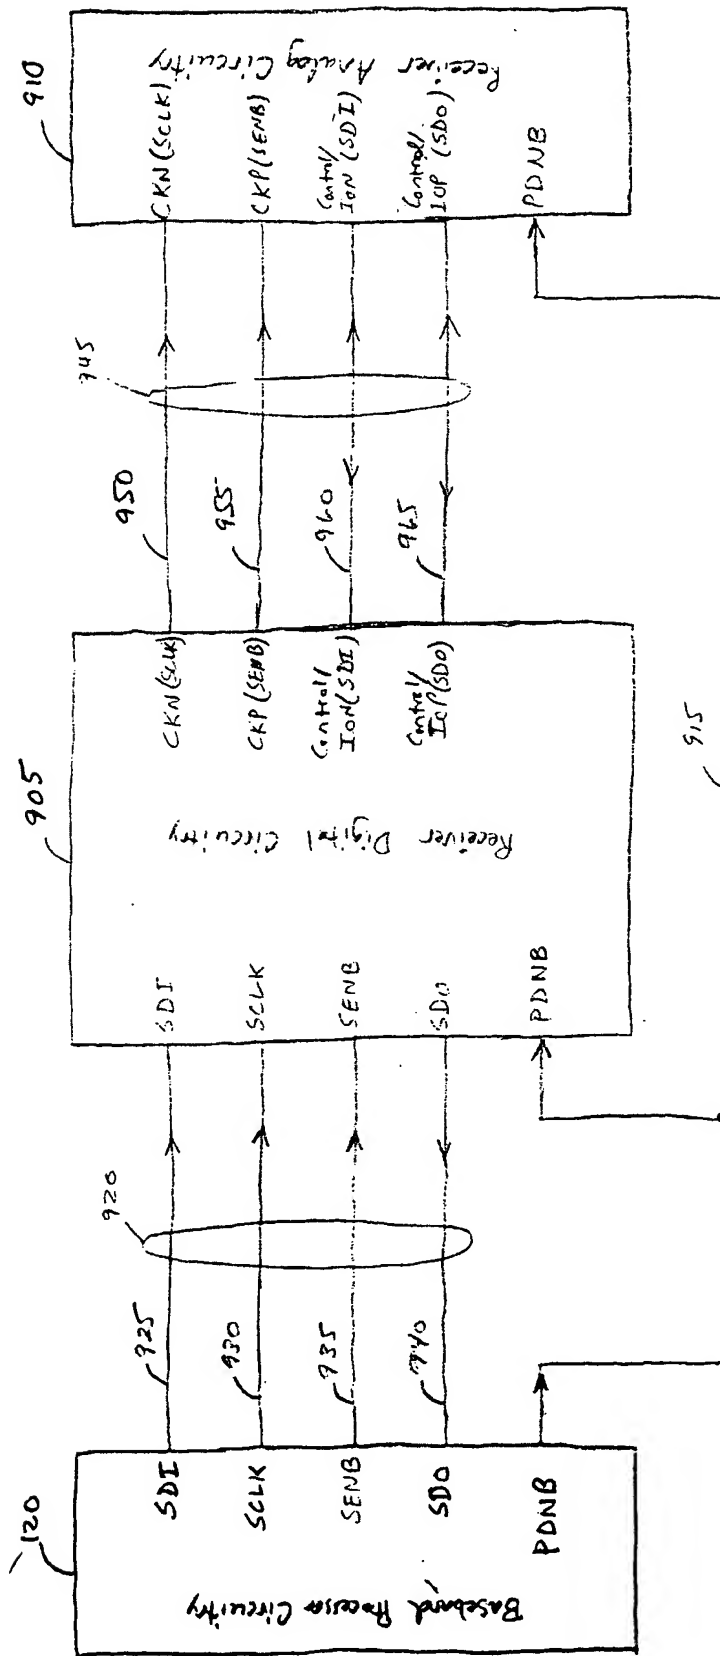 120
Baseband Processor Circuitry
SDI
SCLK
SENB
SDO
PDNB
925
930
935
940
920
905
SDI
SCLK
SENB
SDO
PDNB
Receiver Digital Circuitry
CKN(SCLK)
CKP(SENB)
Control/
ION(SDI)
Control/
IOP(SDO)
950
955
960
965
945
915
910
CKN(SCLK)
CKP(SENB)
Control/
ION(SDI)
Control/
IOP (SDO)
PDNB
Receiver Analog Circuitry